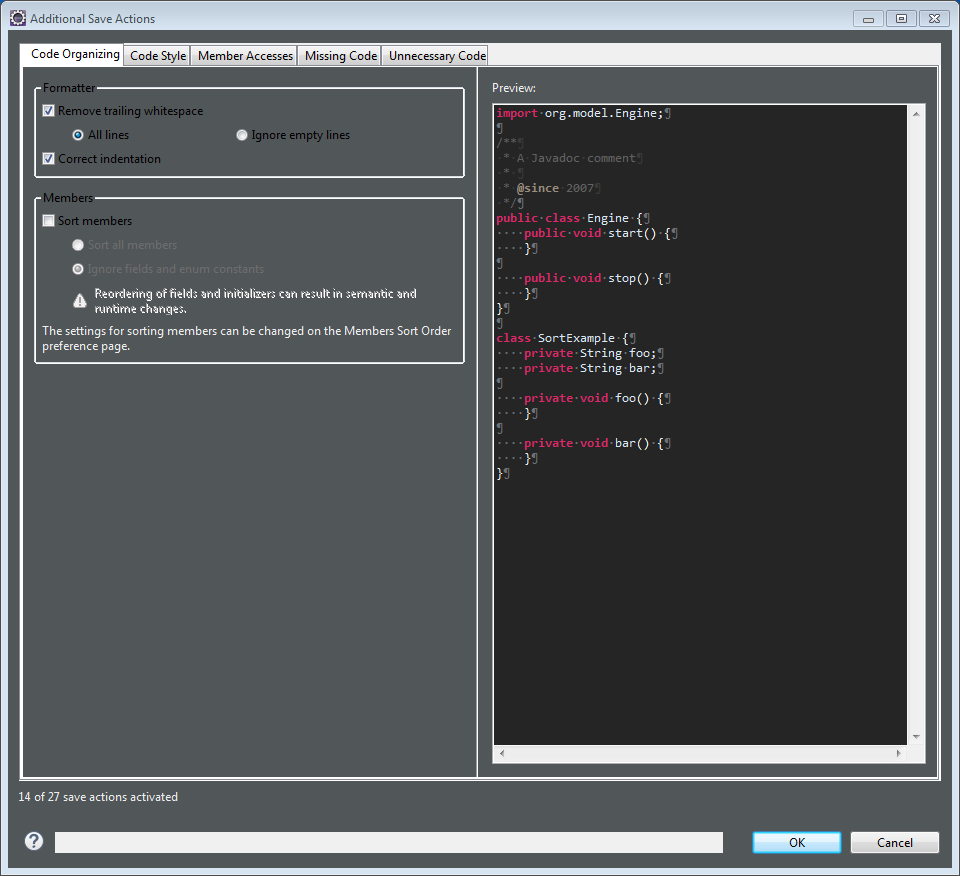 Additional Save Actions
Code Organizing
Code Style
Member Accesses
Missing Code
Unnecessary Code
Formatter
Remove trailing whitespace
All lines
Ignore empty lines
Correct indentation
Members
Sort members
Sort all members
Ignore fields and enum constants
Reordering of fields and initializers can result in semantic and
runtime changes.
The settings for sorting members can be changed on the Members Sort Order
preference page.
Preview:
import·org.model.Engine;¶
¶
/**¶
·*·A·Javadoc·comment¶
·*·¶
·*·@since·2007¶
·*/¶
public·class·Engine·{¶
····public·void·start()·{¶
····}¶
¶
····public·void·stop()·{¶
····}¶
}¶
¶
class·SortExample·{¶
····private·String·foo;¶
····private·String·bar;¶
¶
····private·void·foo()·{¶
····}¶
¶
····private·void·bar()·{¶
····}¶
}¶
14 of 27 save actions activated
?
OK
Cancel